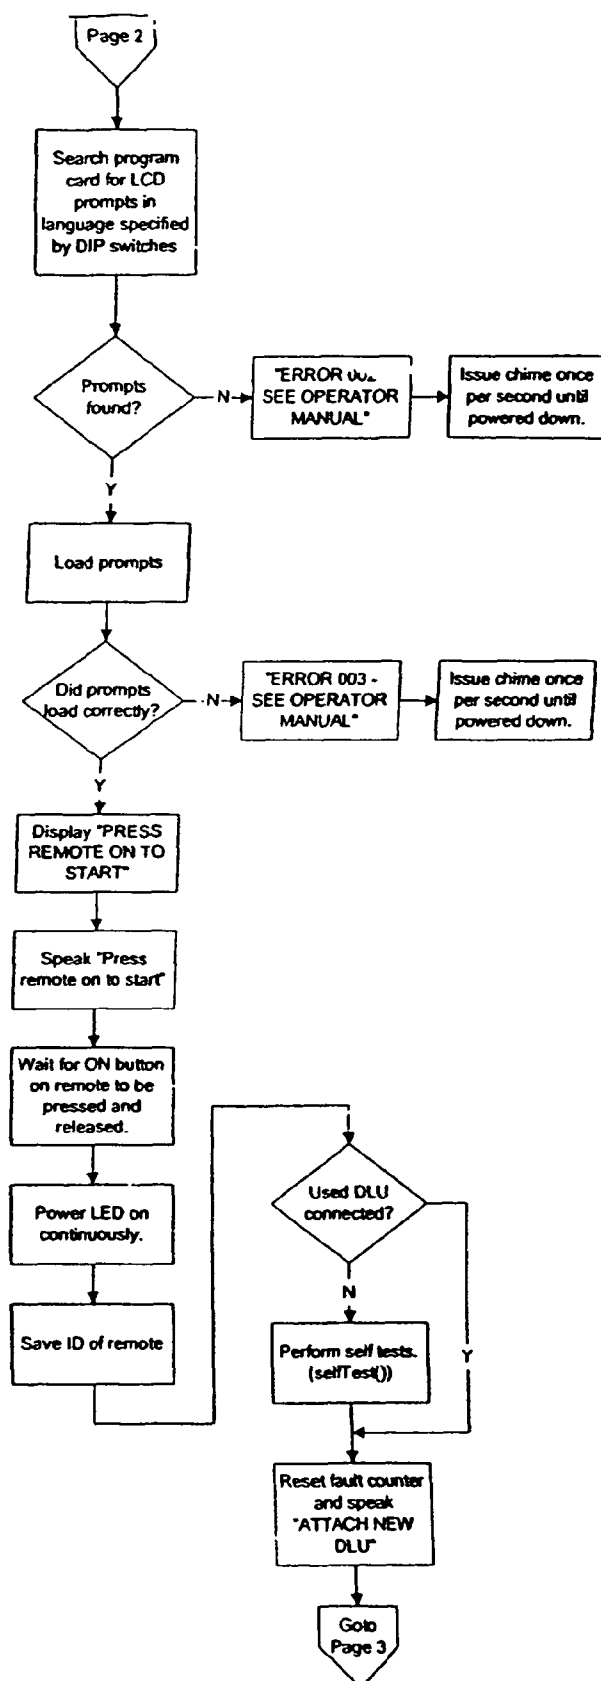 Page 2
Search program
card for LCD
prompts in
language specified
by DIP switches
Prompts
found?
N
"ERROR 002
SEE OPERATOR
MANUAL"
Issue chime once
per second until
powered down.
Y
Load prompts
Did prompts
load correctly?
N
"ERROR 003 -
SEE OPERATOR
MANUAL"
Issue chime once
per second until
powered down.
Y
Display "PRESS
REMOTE ON TO
START"
Speak "Press
remote on to start"
Wait for ON button
on remote to be
pressed and
released.
Power LED on
continuously.
Save ID of remote
Used DLU
connected?
N
Y
Perform self tests.
(selfTest())
Reset fault counter
and speak
"ATTACH NEW
DLU"
Goto
Page 3